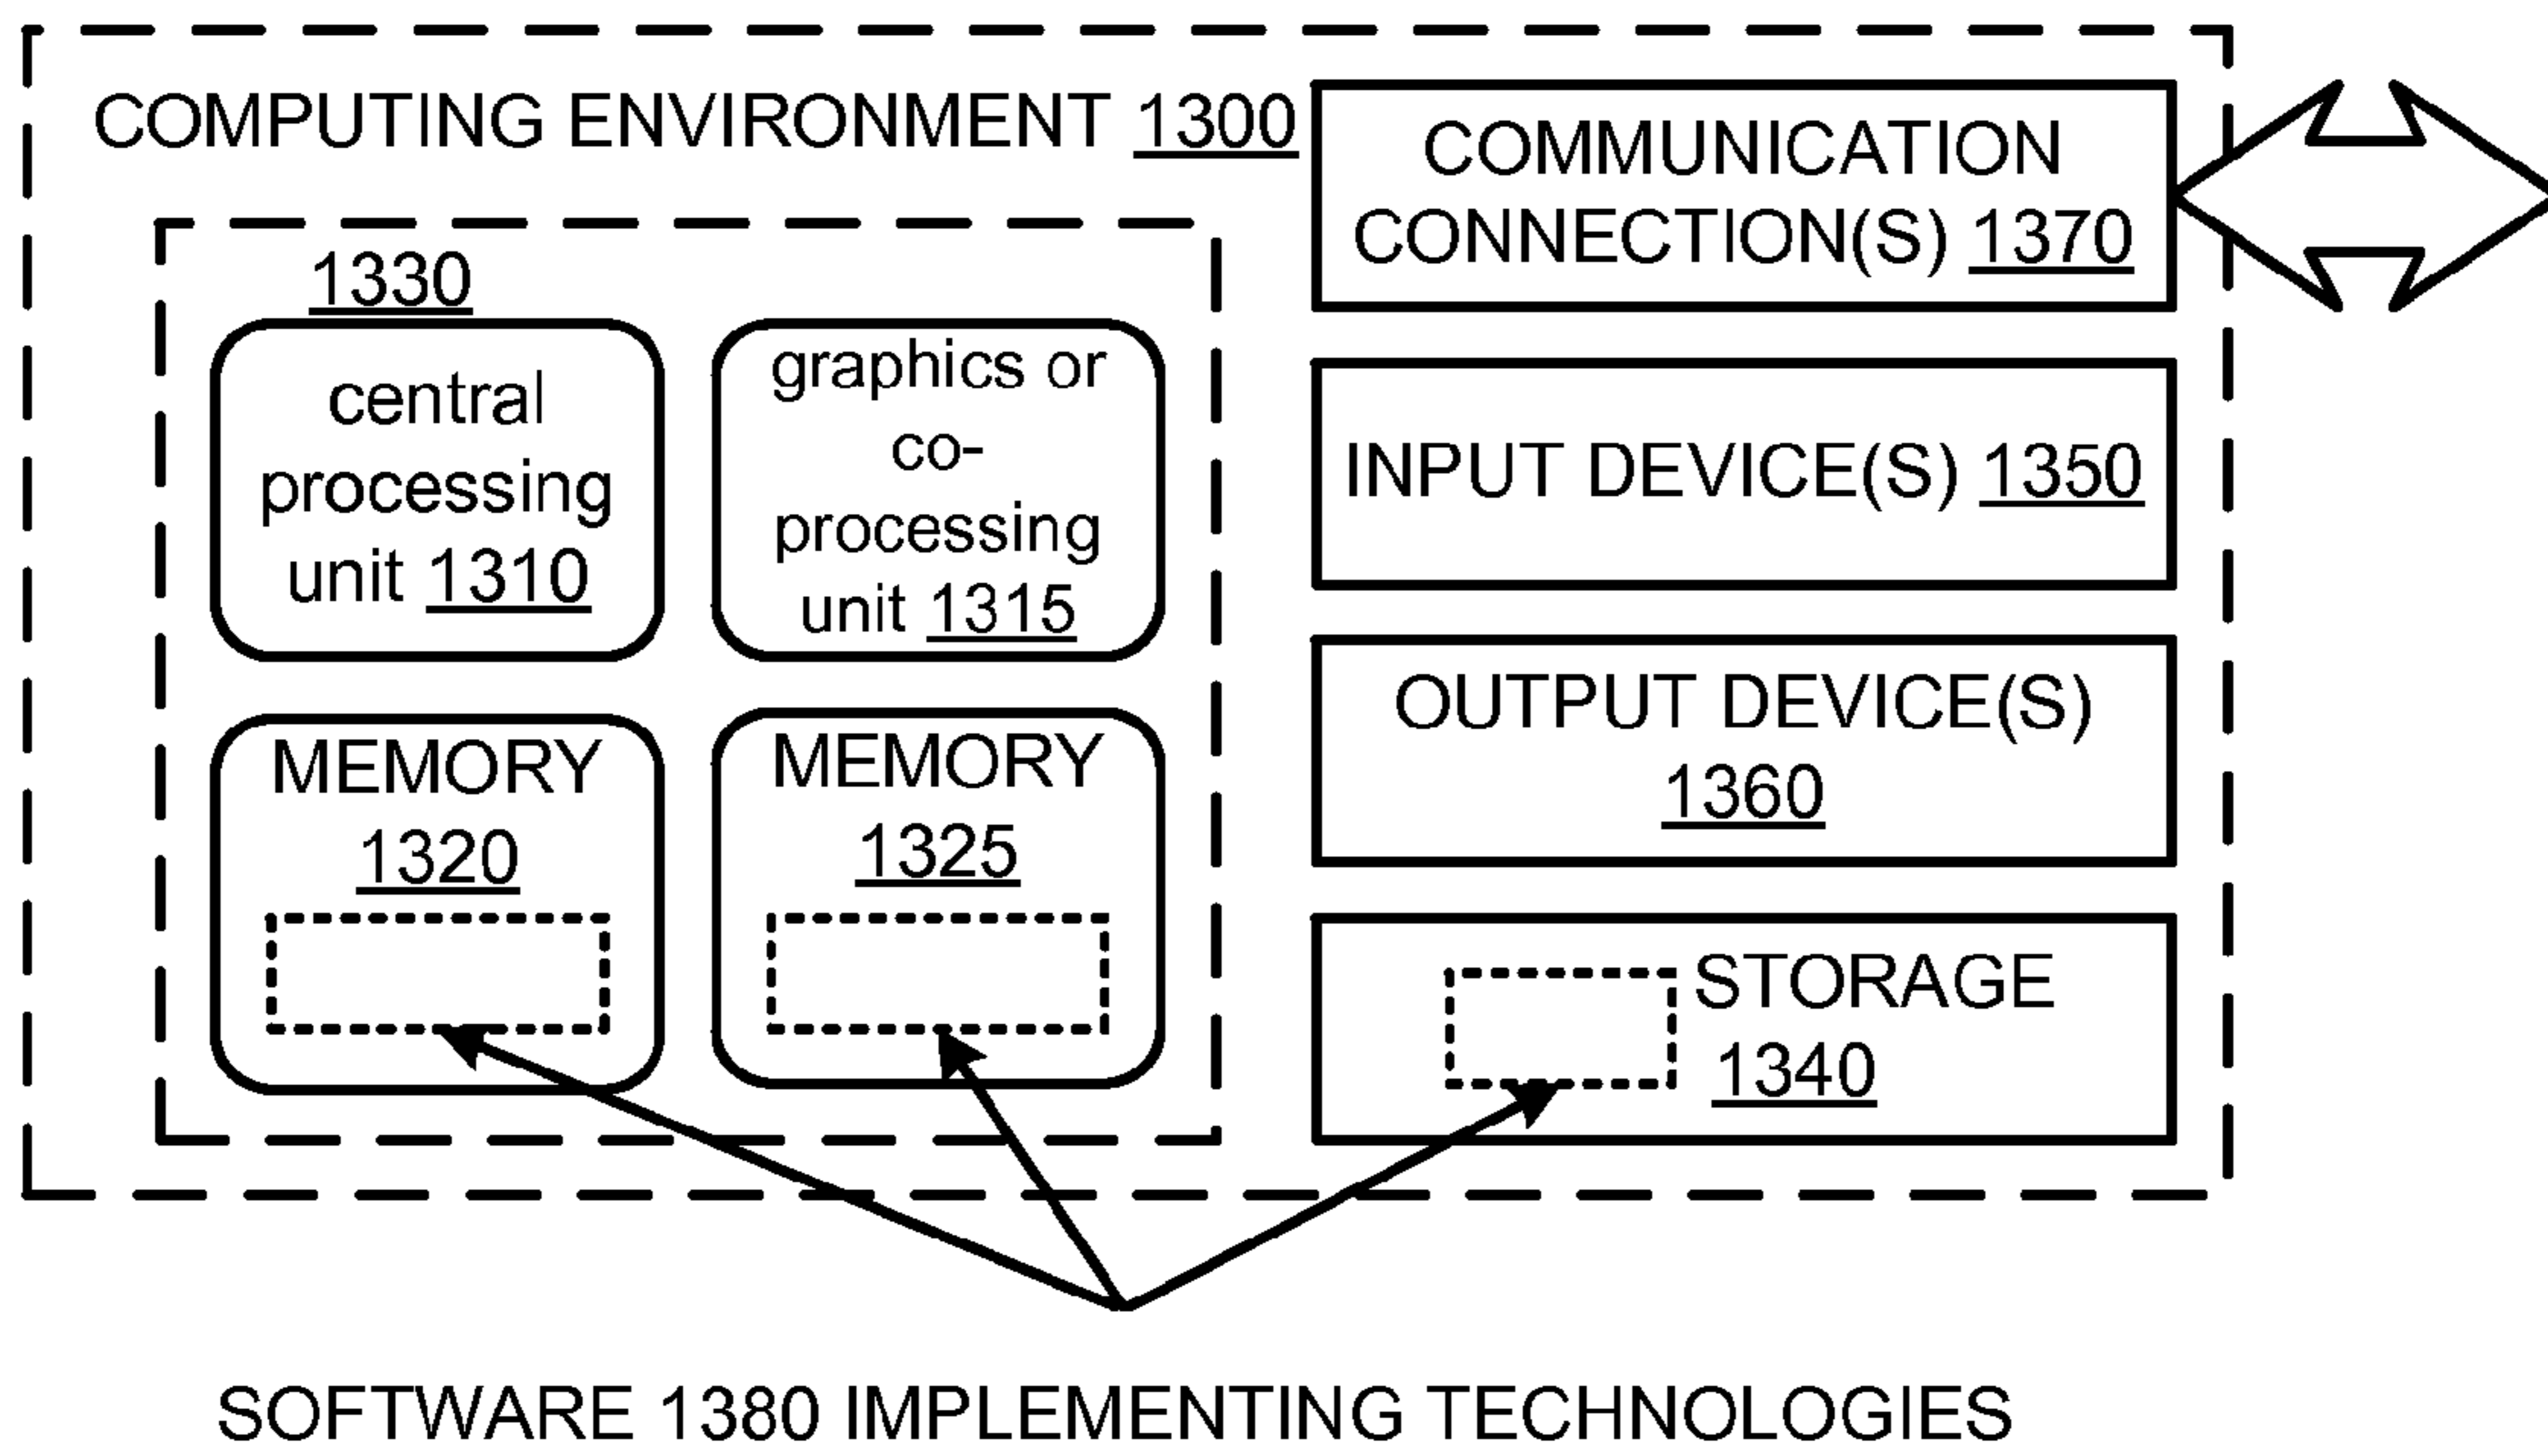 COMPUTING ENVIRONMENT 1300
1330
central
processing
unit 1310
graphics or
co-
processing
unit 1315
MEMORY
1320
MEMORY
1325
COMMUNICATION
CONNECTION(S) 1370
INPUT DEVICE(S) 1350
OUTPUT DEVICE(S)
1360
STORAGE
1340
SOFTWARE 1380 IMPLEMENTING TECHNOLOGIES